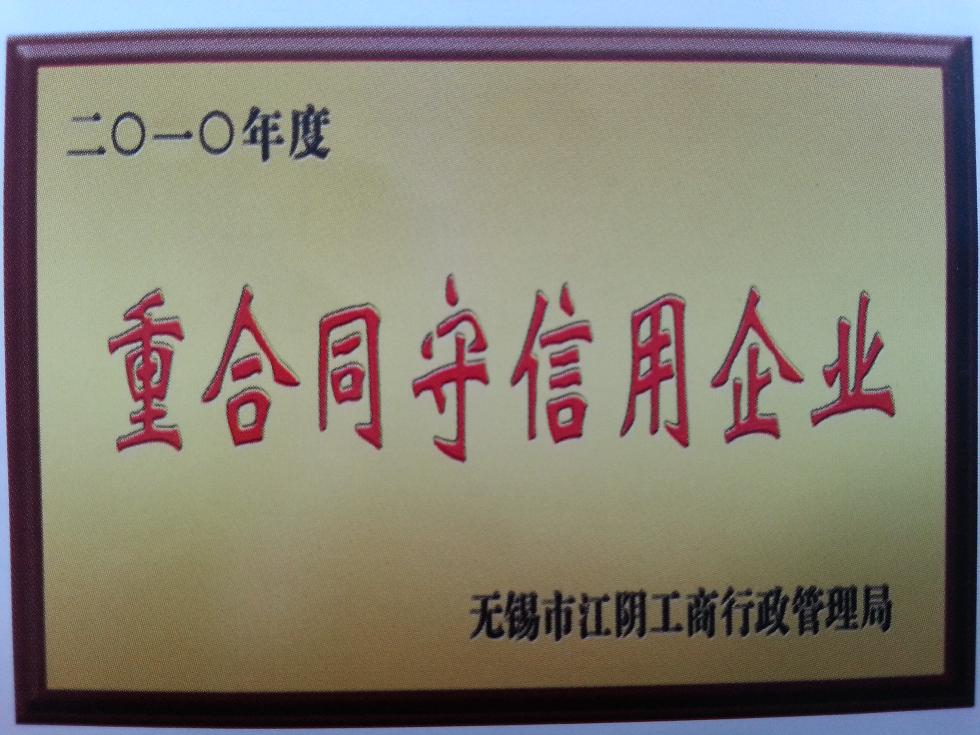 二〇一〇年度
重合同守信用企业
无锡市江阴工商行政管理局